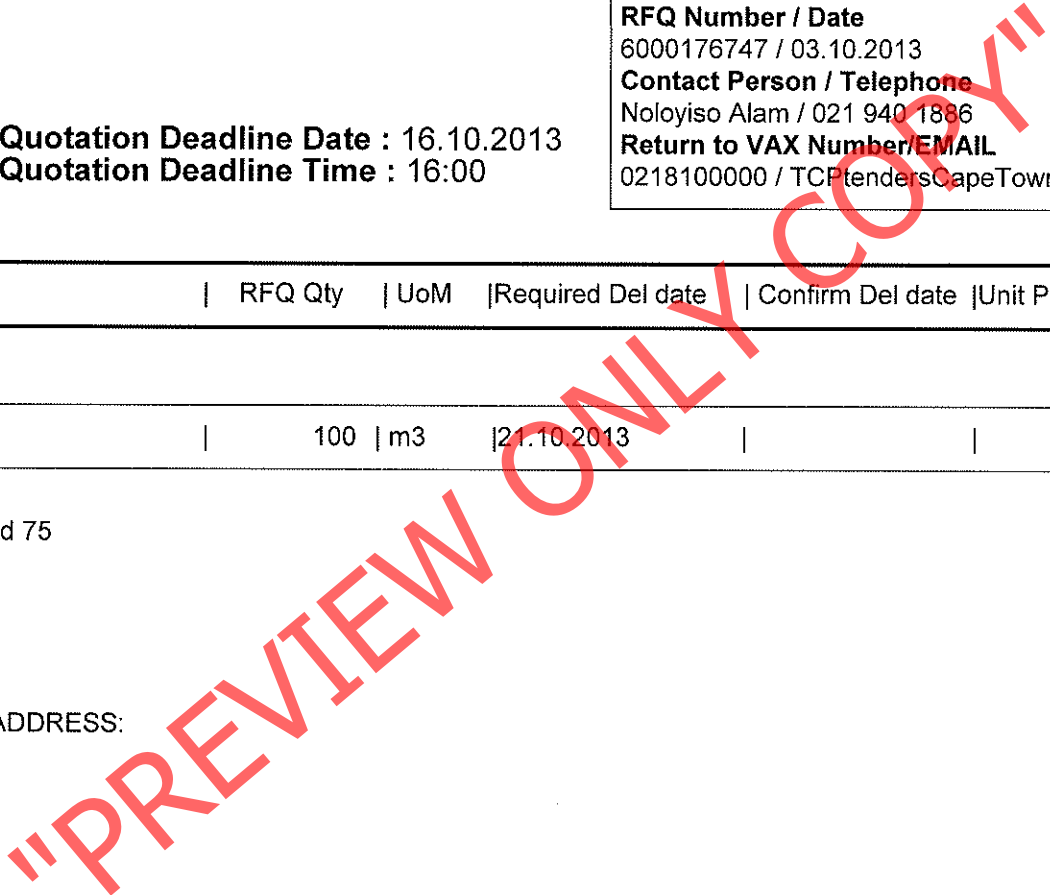 RFQ Number / Date
6000176747 / 03.10.2013
Contact Person / Telephone
Noloyiso Alam / 021 940 1886
Return to VAX Number/EMAIL
0218100000 / TCPtendersCapeTown
Quotation Deadline Date : 16.10.2013
Quotation Deadline Time : 16:00
| RFQ Qty | UoM |Required Del date | Confirm Del date |Unit P
| 100 | m3 |21.10.2013 | |
d 75
ADDRESS:
"PREVIEW ONLY COPY"